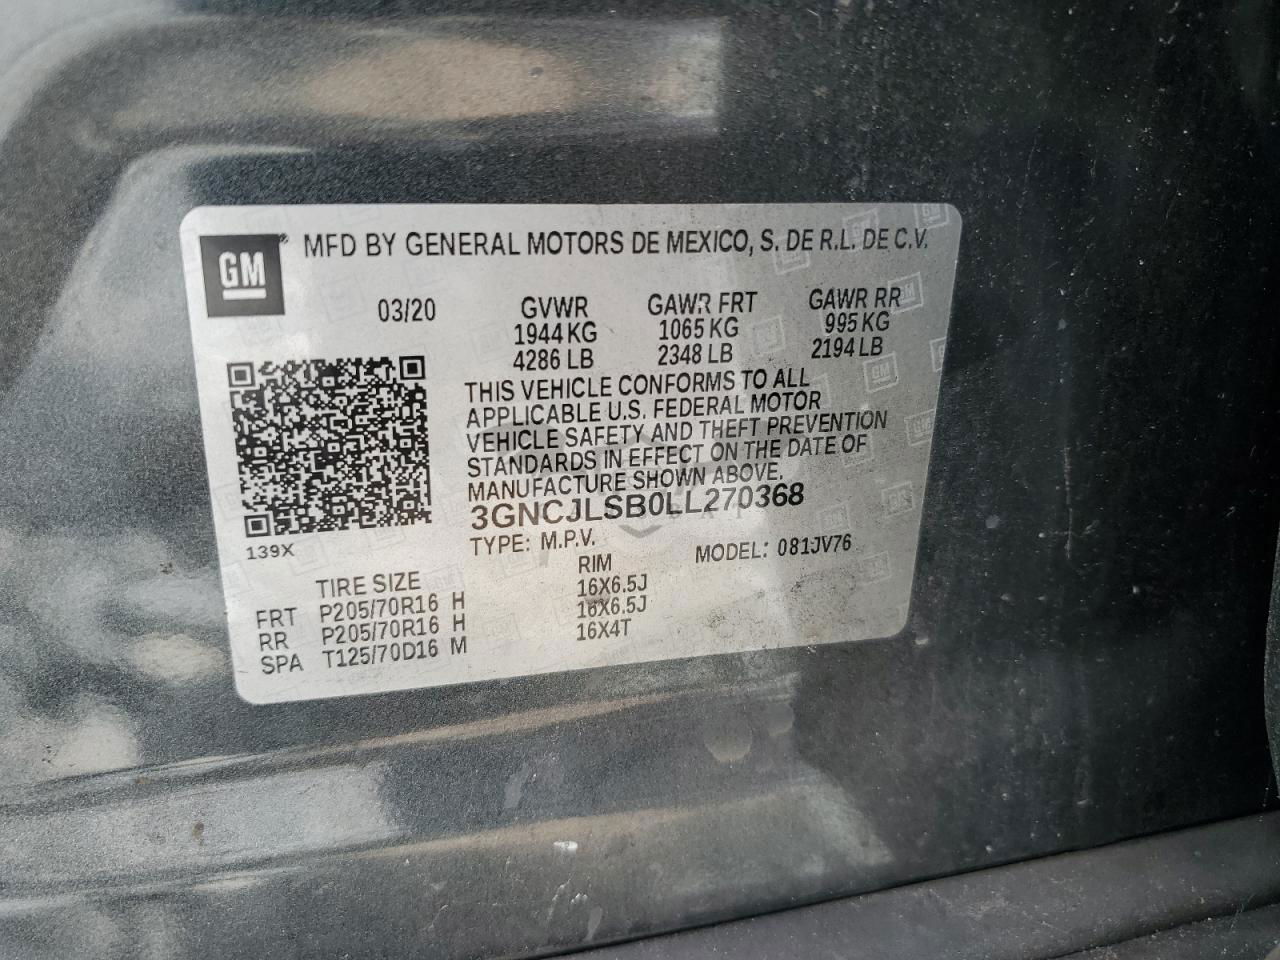 GM
MFD BY GENERAL MOTORS DE MEXICO, S. DE R.L. DE C.V.
03/20 GVWR GAWR FRT GAWR RR
1944 KG 1065 KG 995 KG
4286 LB 2348 LB 2194 LB
THIS VEHICLE CONFORMS TO ALL
APPLICABLE U.S. FEDERAL MOTOR
VEHICLE SAFETY AND THEFT PREVENTION
STANDARDS IN EFFECT ON THE DATE OF
MANUFACTURE SHOWN ABOVE.
3GNCJLSB0LL270368
139X
TYPE: M.P.V. MODEL: 081JV76
TIRE SIZE RIM
FRT P205/70R16 H 16X6.5J
RR P205/70R16 H 16X6.5J
SPA T125/70D16 M 16X4T